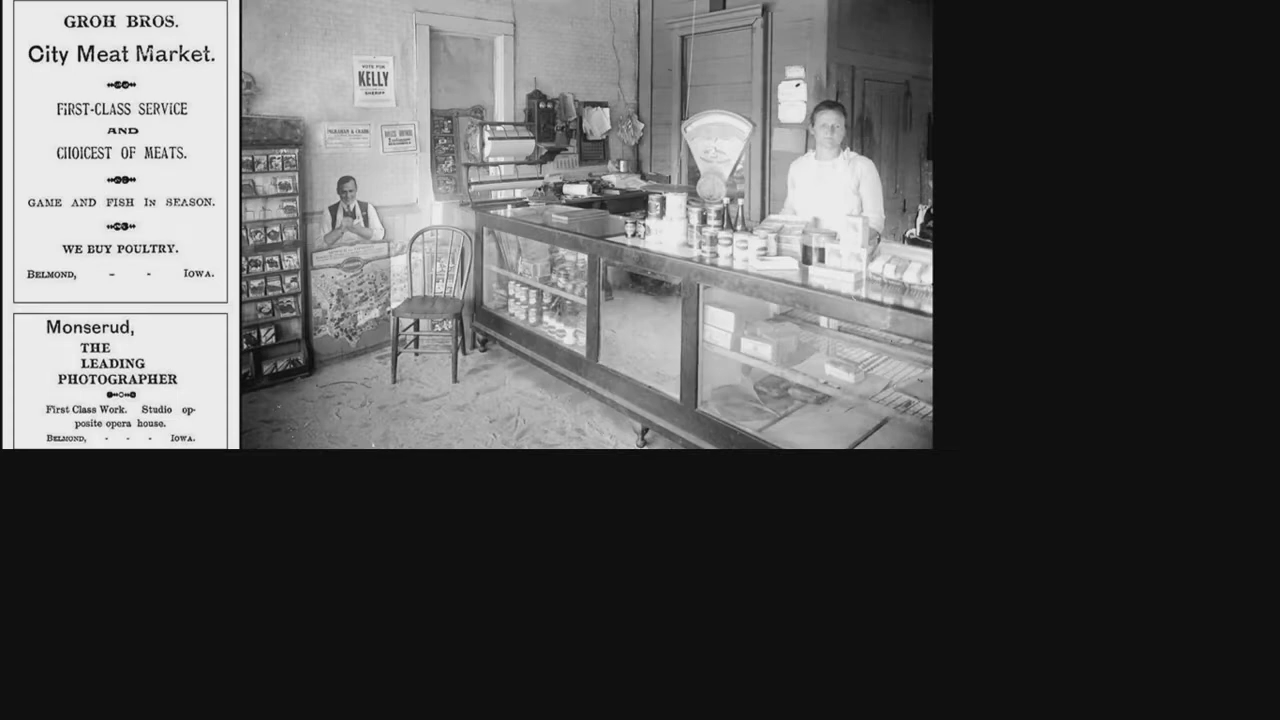 GROH BROS.
City Meat Market.
FIRST-CLASS SERVICE
AND
CHOICEST OF MEATS.
GAME AND FISH IN SEASON.
WE BUY POULTRY.
BELMOND, - - IOWA.
Monserud,
THE
LEADING
PHOTOGRAPHER
First Class Work. Studio op-
posite opera house.
BELMOND, - - - IOWA.
VOTE FOR
KELLY
SHERIFF